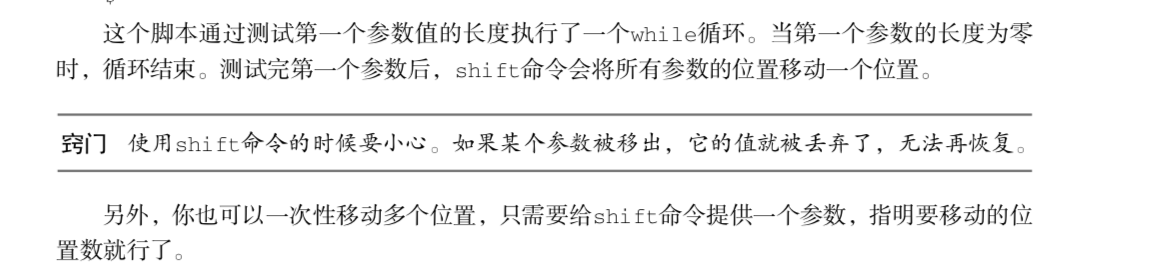 这个脚本通过测试第一个参数值的长度执行了一个while循环。当第一个参数的长度为零
时，循环结束。测试完第一个参数后，shift命令会将所有参数的位置移动一个位置。
窍门 使用shift命令的时候要小心。如果某个参数被移出，它的值就被丢弃了，无法再恢复。
另外，你也可以一次性移动多个位置，只需要给shift命令提供一个参数，指明要移动的位
置数就行了。